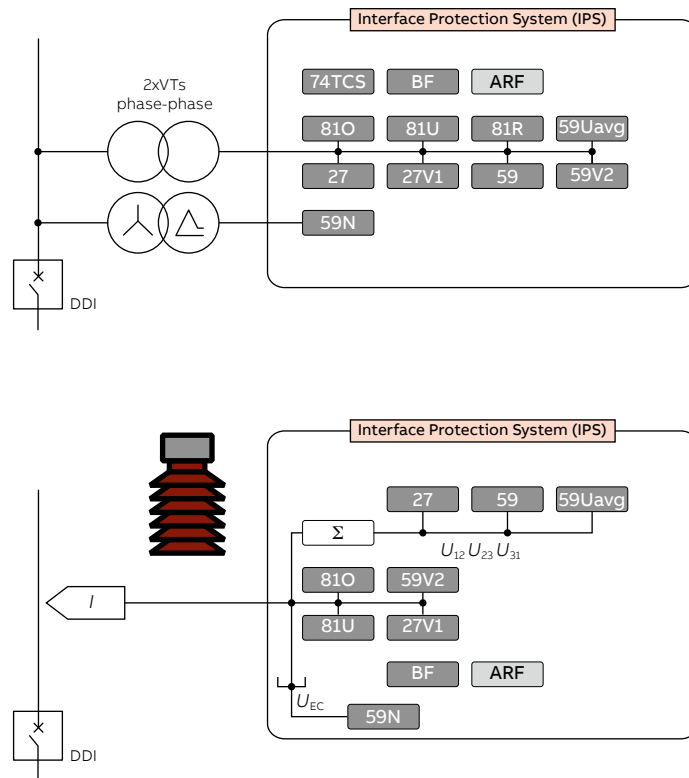 Interface Protection System (IPS)
2xVTs
phase-phase
74TCS BF ARF
81O 81U 81R 59Uavg
27 27V1 59 59V2
59N
DDI
Interface Protection System (IPS)
27 59 59Uavg
Σ
U12 U23 U31
81O 59V2
I
81U 27V1
BF ARF
UEC
59N
DDI